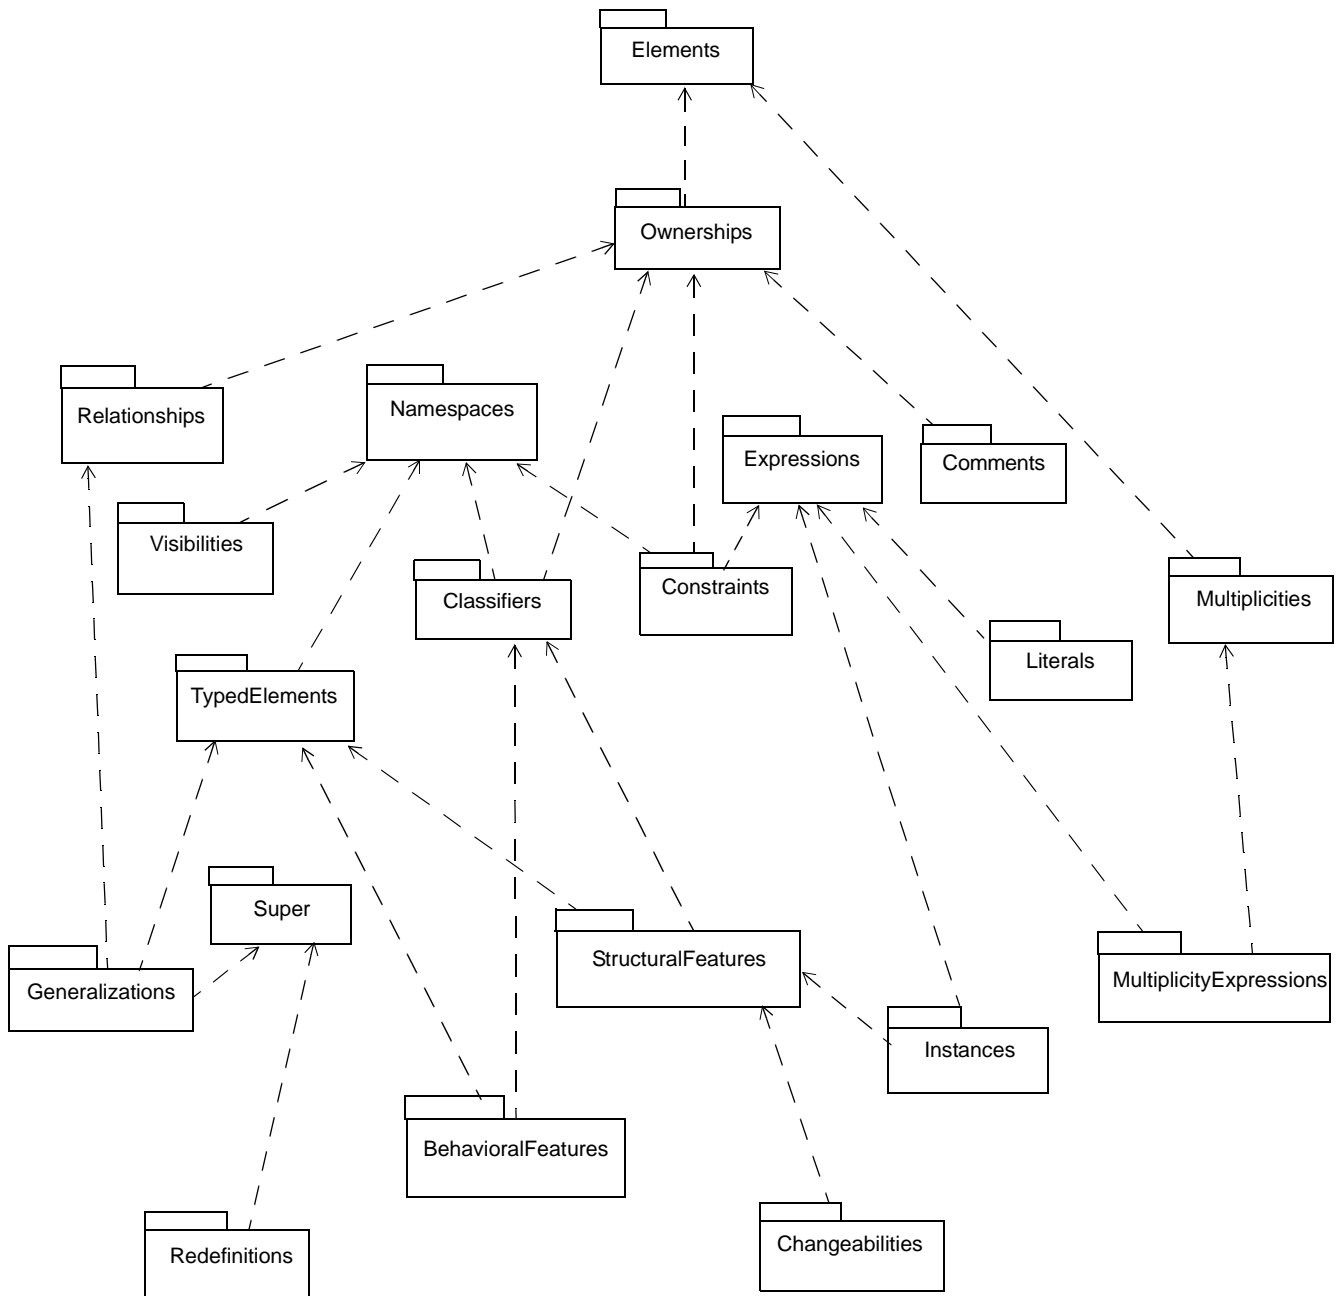 Elements
Ownerships
Relationships
Namespaces
Expressions
Comments
Visibilities
Classifiers
Constraints
Multiplicities
Literals
TypedElements
Super
StructuralFeatures
Generalizations
MultiplicityExpressions
Instances
BehavioralFeatures
Changeabilities
Redefinitions